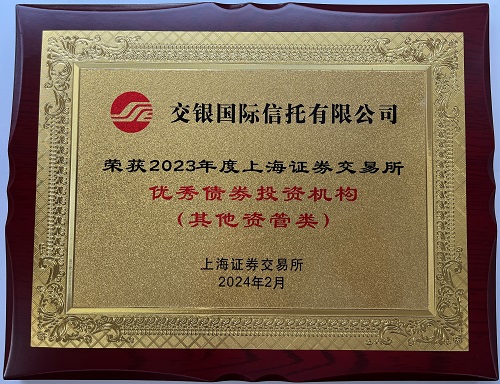 交银国际信托有限公司
荣获2023年度上海证券交易所
优秀债券投资机构
（其他资管类）
上海证券交易所
2024年2月